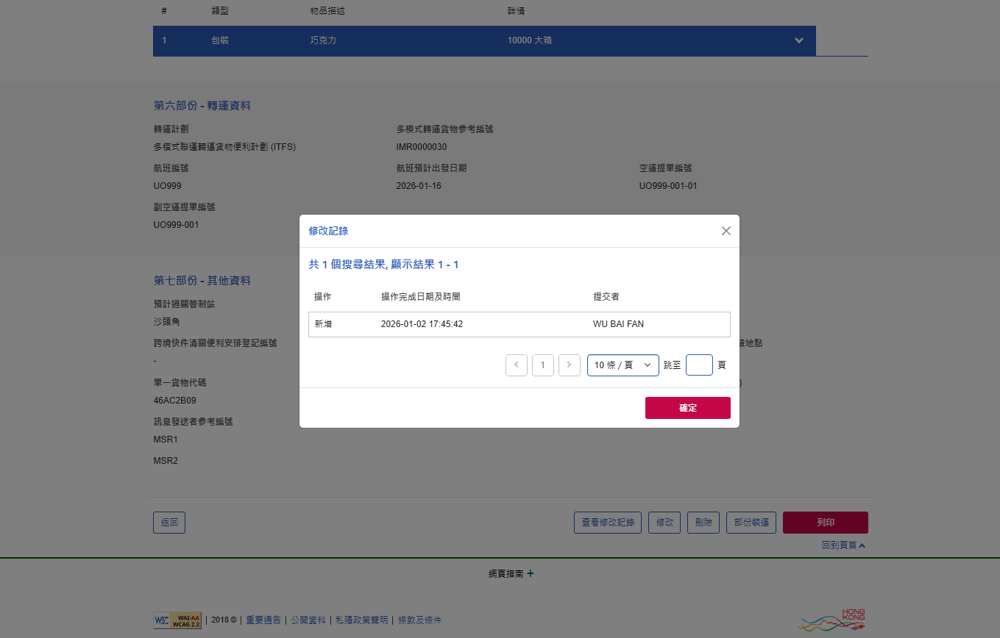 # 類型 物品描述 詳情
1 包裝 巧克力 10000 大箱
第六部份 - 轉運資料
轉運計劃 多模式轉運貨物參考編號
多模式聯運轉運貨物便利計劃 (ITFS) IMR0000030
航班編號 航班預計出發日期 空運提單編號
UO999 2026-01-16 UO999-001-01
副空運提單編號
UO999-001
修改記錄
共 1 個搜尋結果, 顯示結果 1 - 1
操作 操作完成日期及時間 提交者
新增 2026-01-02 17:45:42 WU BAI FAN
1 10 條 / 頁 跳至 頁
確定
第七部份 - 其他資料
預計過關管制站
沙頭角
跨境快件清關便利安排登記編號 地點
-
單一貨物代碼 )
46AC2B09
訊息發送者參考編號
MSR1
MSR2
返回 查看修改記錄 修改 刪除 部份裝運 列印
回到頁首
網頁指南 +
W3C WAI-AA WCAG 2.2 | 2018 © | 重要通告 | 公開資料 | 私隱政策聲明 | 條款及條件
HONG
KONG